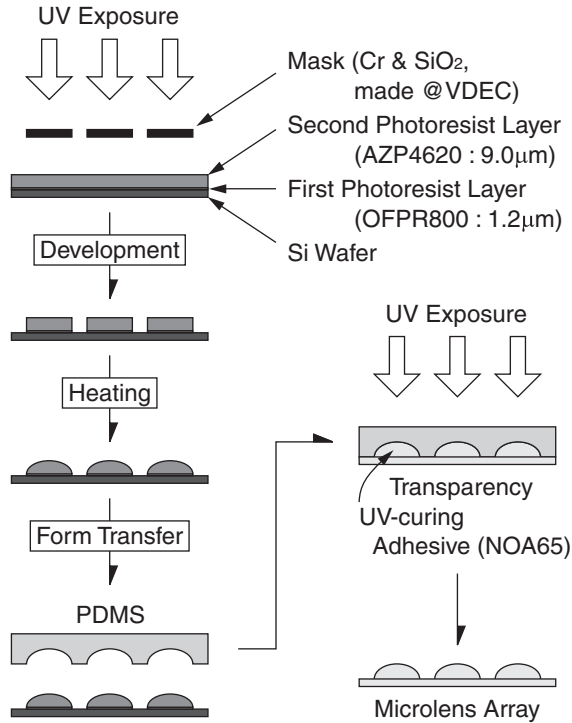 UV Exposure
Mask (Cr & SiO2,
made @VDEC)
Second Photoresist Layer
(AZP4620 : 9.0μm)
First Photoresist Layer
(OFPR800 : 1.2μm)
Si Wafer
Development
Heating
Form Transfer
PDMS
UV Exposure
Transparency
UV-curing
Adhesive (NOA65)
Microlens Array